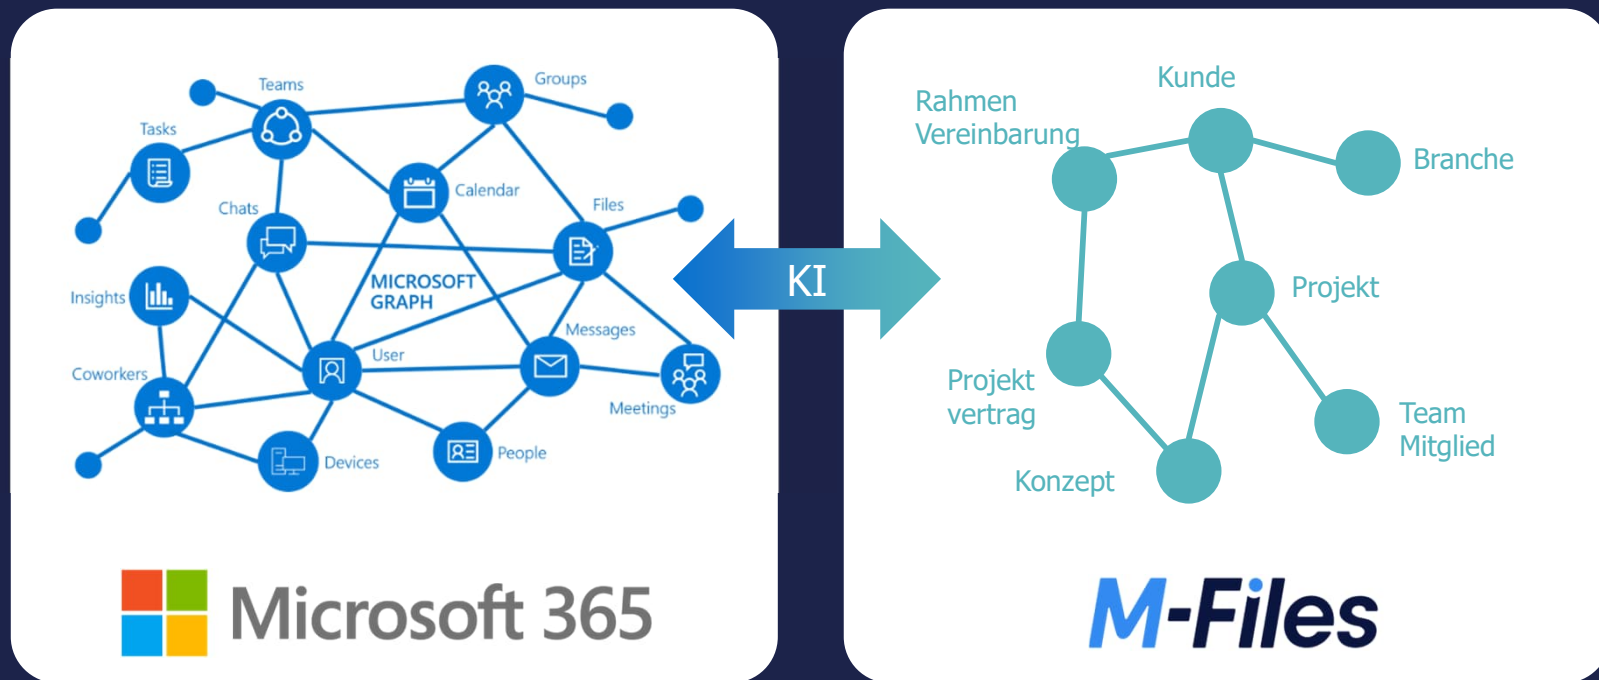 Teams
Groups
Tasks
Calendar
Chats
Files
MICROSOFT
GRAPH
Insights
Messages
User
Coworkers
Meetings
Devices
People
Microsoft 365
KI
Kunde
Rahmen
Vereinbarung
Branche
Projekt
Projekt
vertrag
Team
Mitglied
Konzept
M-Files